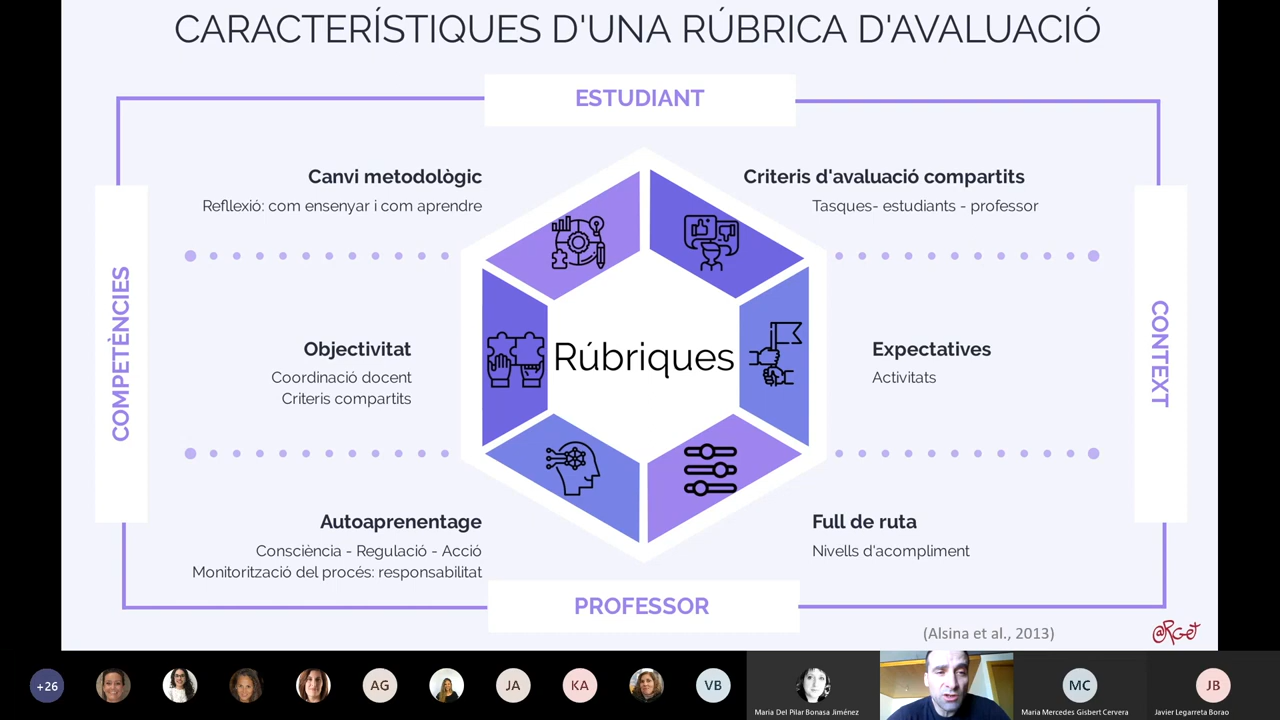 CARACTERÍSTIQUES D'UNA RÚBRICA D'AVALUACIÓ
ESTUDIANT
Canvi metodològic
Refllexió: com ensenyar i com aprendre
Criteris d'avaluació compartits
Tasques- estudiants - professor
COMPETÈNCIES
Objectivitat
Coordinació docent
Criteris compartits
Rúbriques
Expectatives
Activitats
CONTEXT
Autoaprenentage
Consciència - Regulació - Acció
Monitorització del procés: responsabilitat
Full de ruta
Nivells d'acompliment
PROFESSOR
(Alsina et al., 2013)
@RGet
+26
AG
JA
KA
VB
MC
JB
Maria Del Pilar Bonasa Jiménez
Maria Mercedes Gisbert Cervera
Javier Legarreta Borao